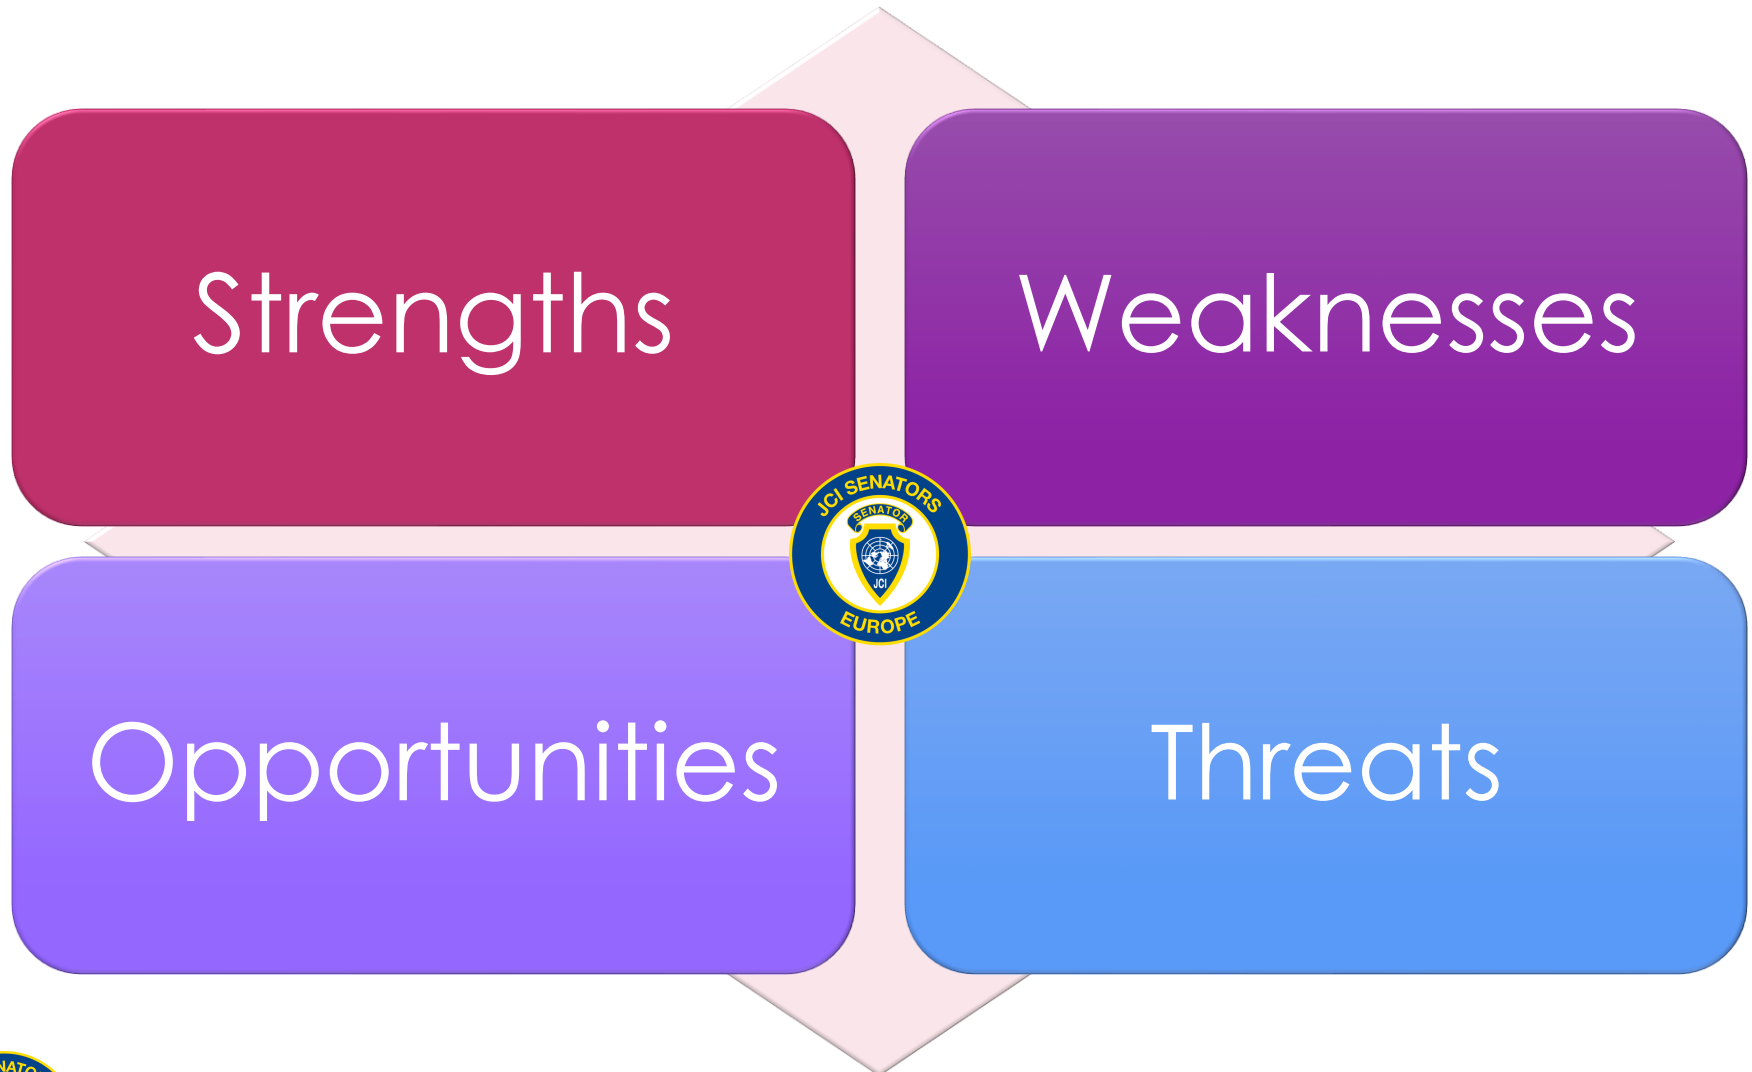 Strengths
Weaknesses
JCI SENATORS
SENATOR
JCI
EUROPE
Opportunities
Threats